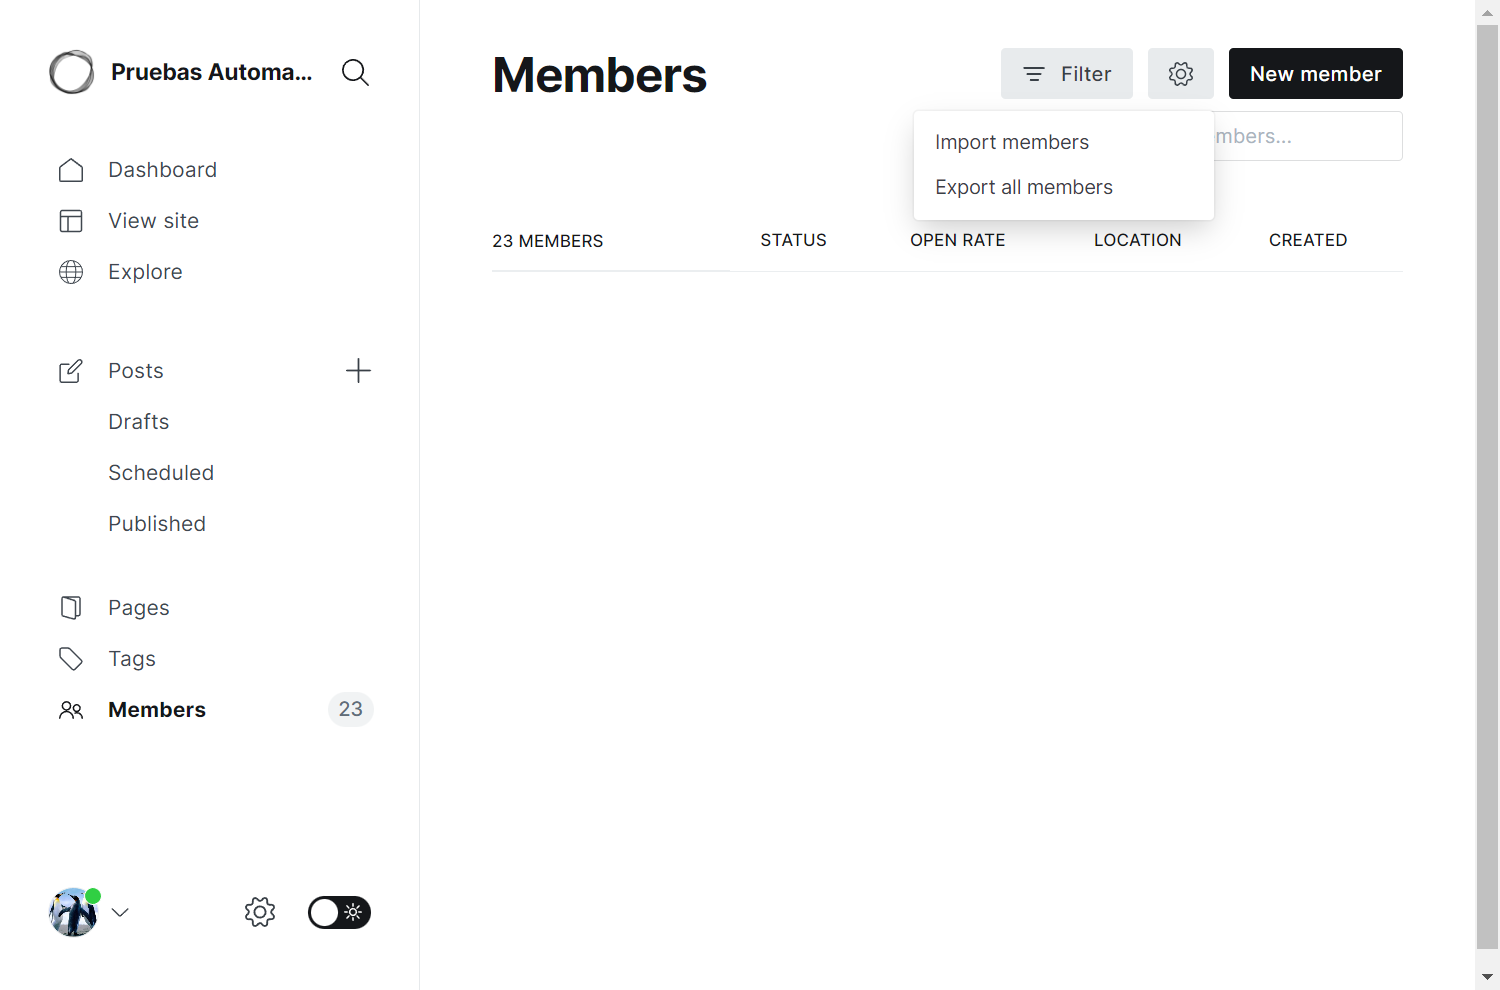 Pruebas Automa...
Dashboard
View site
Explore
Posts
Drafts
Scheduled
Published
Pages
Tags
Members
23
Members
Filter
New member
mbers...
Import members
Export all members
23 MEMBERS
STATUS
OPEN RATE
LOCATION
CREATED